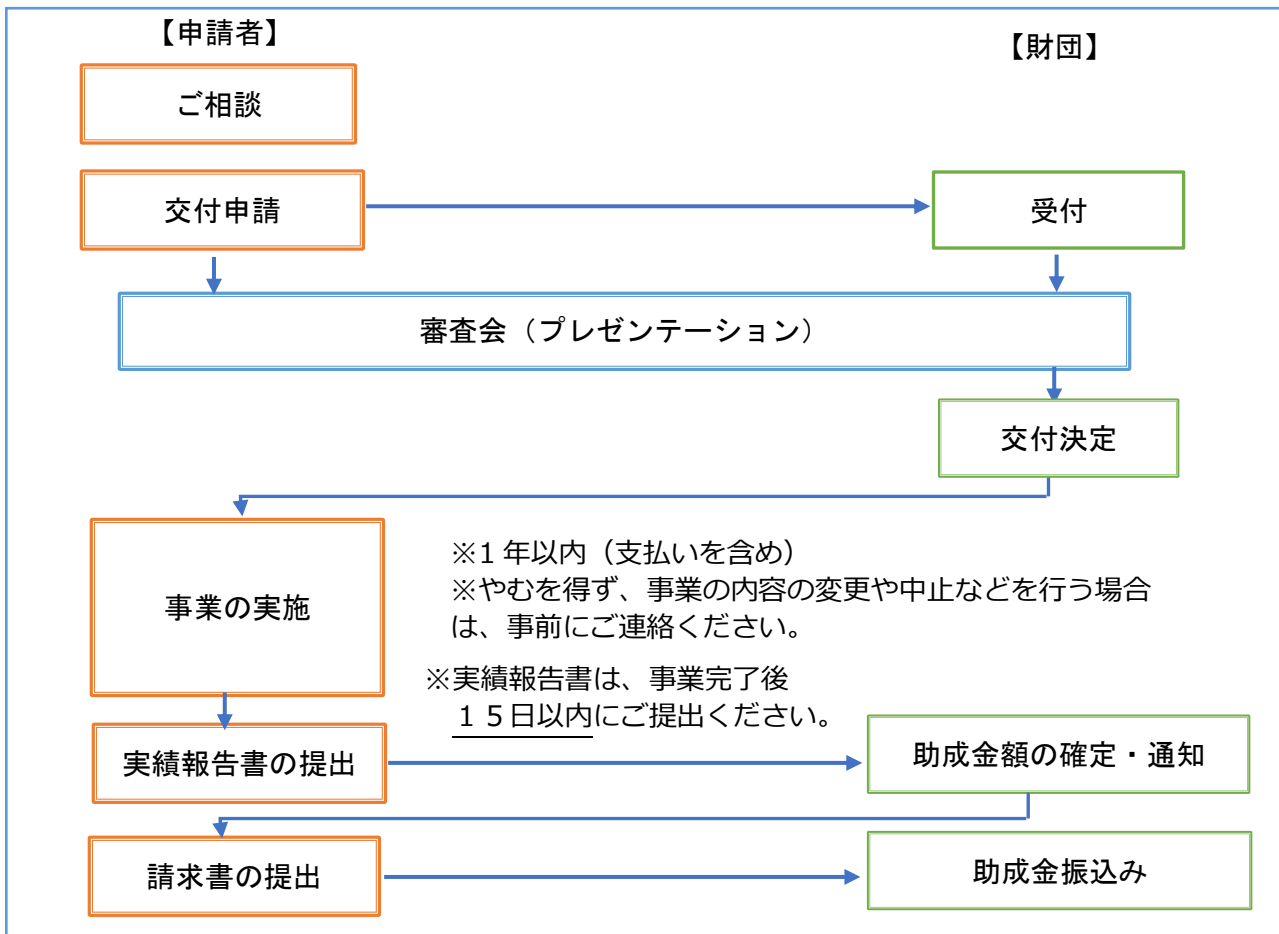 【申請者】
【財団】
ご相談
交付申請
受付
審査会（プレゼンテーション）
交付決定
事業の実施
※1 年以内（支払いを含め）
※やむを得ず、事業の内容の変更や中止などを行う場合
は、事前にご連絡ください。
※実績報告書は、事業完了後
１５日以内にご提出ください。
実績報告書の提出
助成金額の確定・通知
請求書の提出
助成金振込み